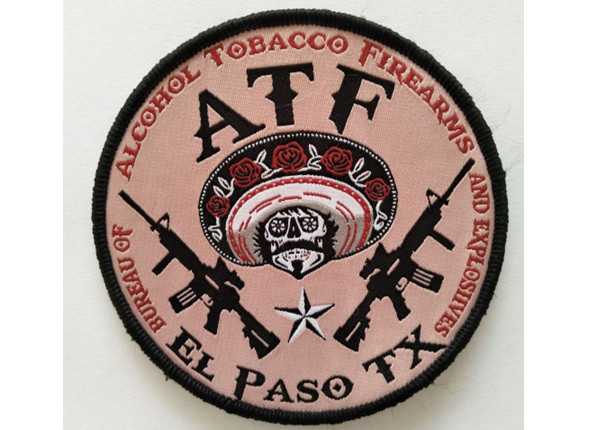 BUREAU OF ALCOHOL TOBACCO FIREARMS AND EXPLOSIVES
ATF
EL PASO TX